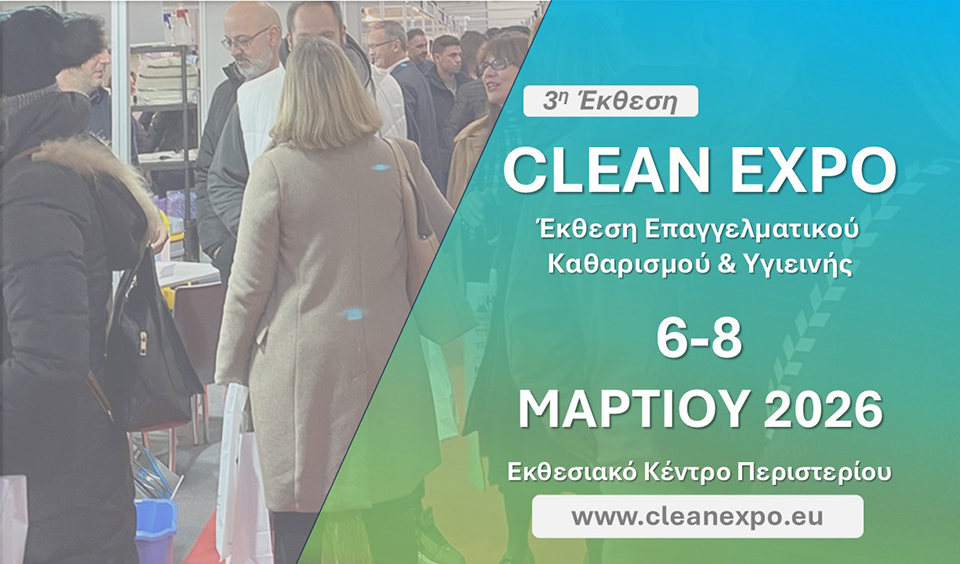 3η Έκθεση
CLEAN EXPO
Έκθεση Επαγγελματικού
Καθαρισμού & Υγιεινής
6-8
ΜΑΡΤΙΟΥ 2026
Εκθεσιακό Κέντρο Περιστερίου
www.cleanexpo.eu